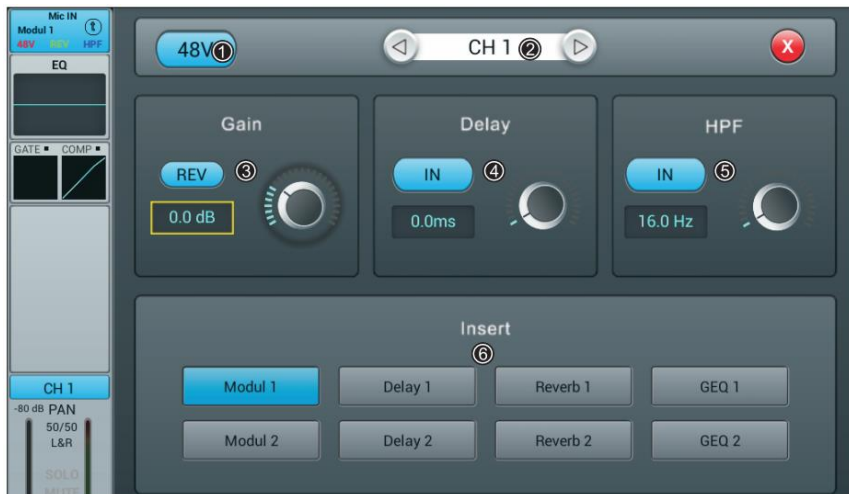 Mic IN
Modul 1
48V REV HPF
EQ
GATE COMP
CH 1
-80 dB PAN
50/50
L&R
SOLO
MUTE
48V ①
CH 1 ②
X
Gain
REV ③
0.0 dB
Delay
IN ④
0.0ms
HPF
IN ⑤
16.0 Hz
Insert
⑥
Modul 1 Delay 1 Reverb 1 GEQ 1
Modul 2 Delay 2 Reverb 2 GEQ 2